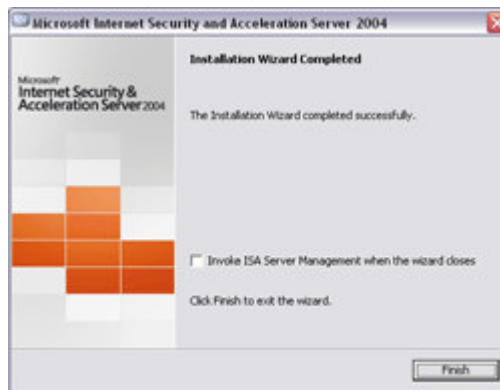 Microsoft Internet Security and Acceleration Server 2004
Installation Wizard Completed
Microsoft
Internet Security &
Acceleration Server 2004
The Installation Wizard completed successfully.
Invoke ISA Server Management when the wizard closes
Click Finish to exit the wizard.
Finish